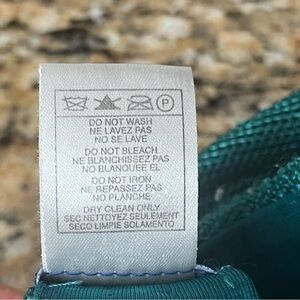 P
DO NOT WASH
NE LAVEZ PAS
NO SE LAVE
DO NOT BLEACH
NE BLANCHISSEZ PAS
NO BLANQUEE EL
DO NOT IRON
NE REPASSEZ PAS
NO PLANCHE
DRY CLEAN ONLY
SEC NETTOYEZ SEULEMENT
SECO LIMPIE SOLAMENTO